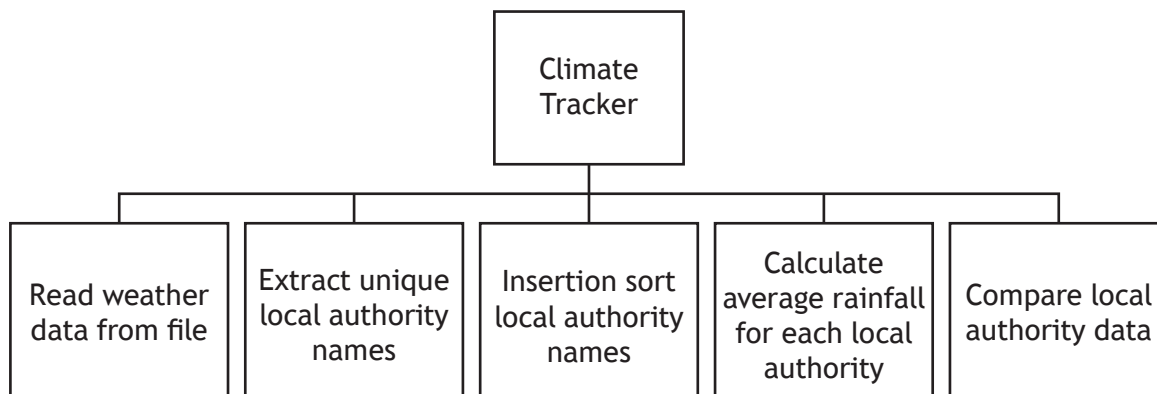 Climate
Tracker
Read weather
data from file
Extract unique
local authority
names
Insertion sort
local authority
names
Calculate
average rainfall
for each local
authority
Compare local
authority data